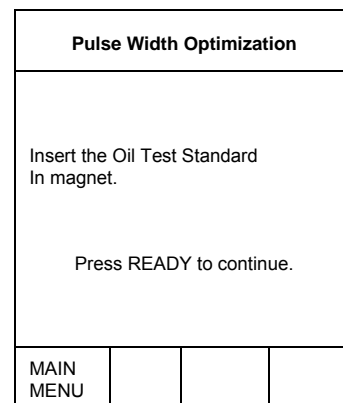 Pulse Width Optimization
Insert the Oil Test Standard
In magnet.
Press READY to continue.
MAIN
MENU